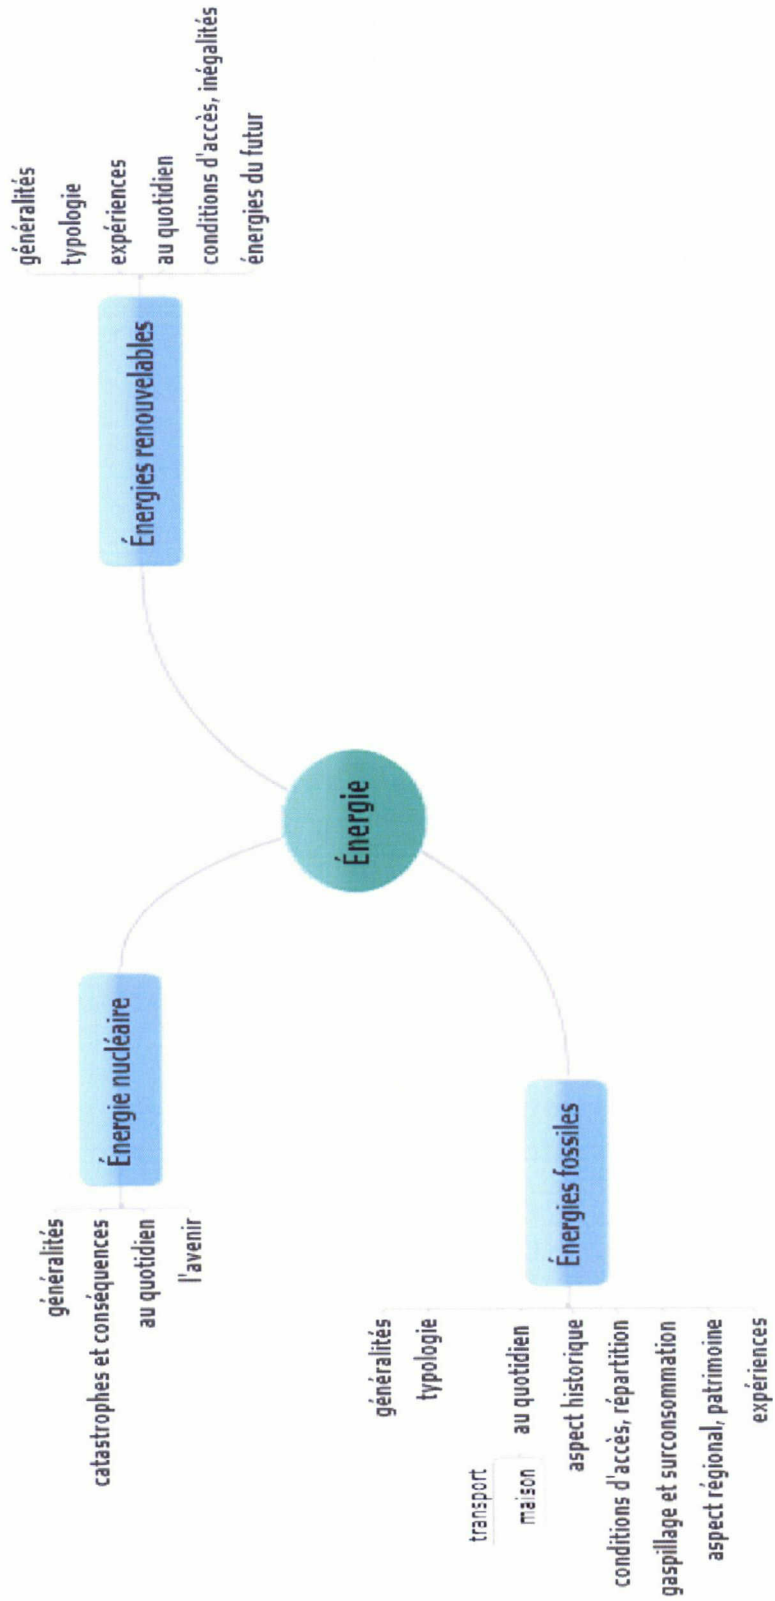 Énergie
Énergie nucléaire
généralités
catastrophes et conséquences
au quotidien
l'avenir
Énergies fossiles
généralités
typologie
au quotidien
transport
maison
aspect historique
conditions d'accès, répartition
gaspillage et surconsommation
aspect régional, patrimoine
expériences
Énergies renouvelables
généralités
typologie
expériences
au quotidien
conditions d'accès, inégalités
énergies du futur